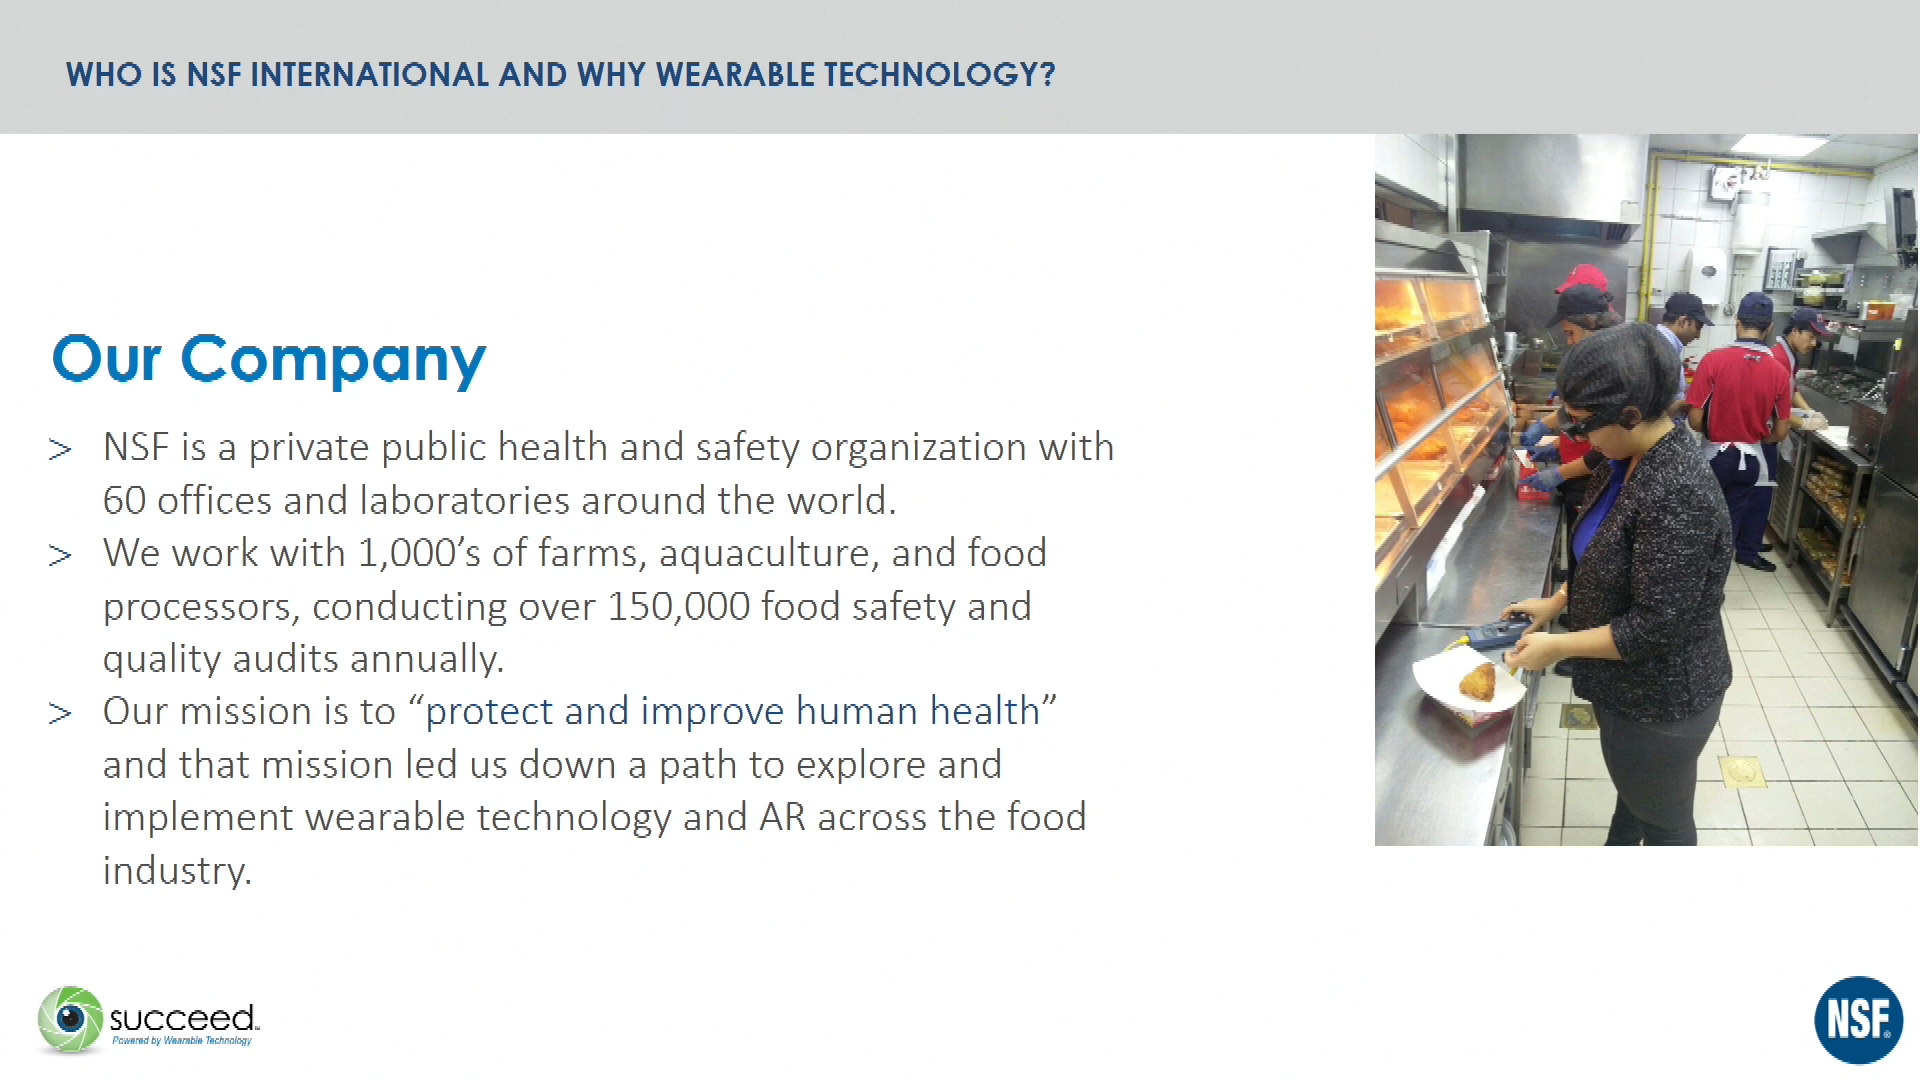 WHO IS NSF INTERNATIONAL AND WHY WEARABLE TECHNOLOGY?
Our Company
> NSF is a private public health and safety organization with
60 offices and laboratories around the world.
> We work with 1,000’s of farms, aquaculture, and food
processors, conducting over 150,000 food safety and
quality audits annually.
> Our mission is to “protect and improve human health”
and that mission led us down a path to explore and
implement wearable technology and AR across the food
industry.
succeed
Powered by Wearable Technology
NSF®